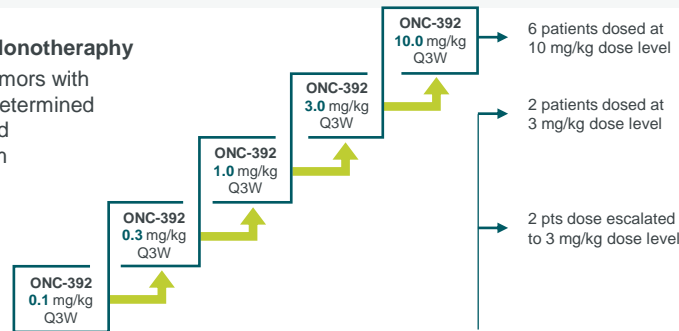 ONC-392
10.0 mg/kg
Q3W
6 patients dosed at
10 mg/kg dose level
ONC-392
3.0 mg/kg
Q3W
2 patients dosed at
3 mg/kg dose level
ONC-392
1.0 mg/kg
Q3W
ONC-392
0.3 mg/kg
Q3W
2 pts dose escalated
to 3 mg/kg dose level
ONC-392
0.1 mg/kg
Q3W
with